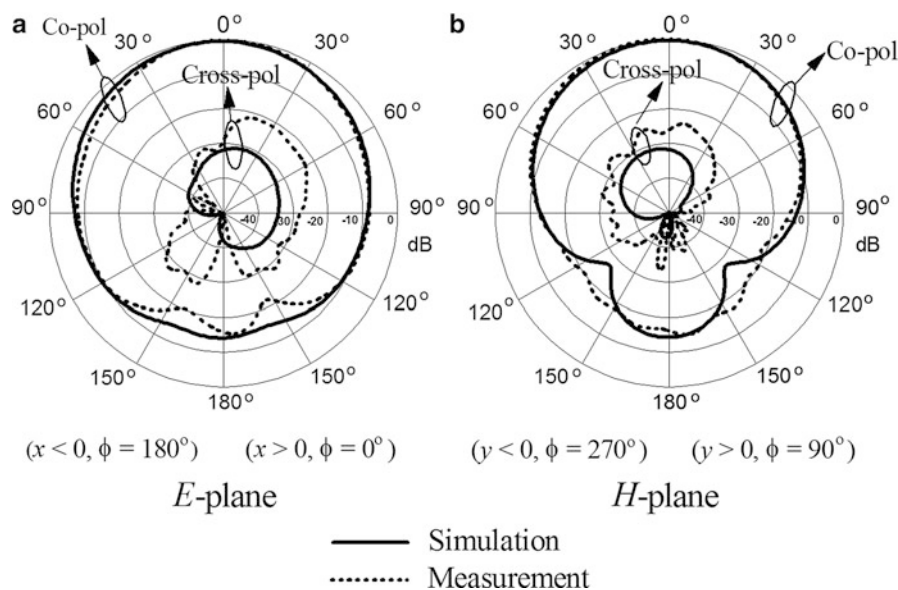 a
Co-pol
0°
30°
30°
Cross-pol
60°
60°
90°
90°
-40
-30
-20
-10
0
dB
120°
120°
150°
150°
180°
b
0°
Co-pol
30°
30°
Cross-pol
60°
60°
90°
90°
-40
-30
-20
-10
0
dB
120°
120°
150°
150°
180°
(x < 0, ϕ = 180°) (x > 0, ϕ = 0°)
(y < 0, ϕ = 270°) (y > 0, ϕ = 90°)
E-plane
H-plane
Simulation
Measurement